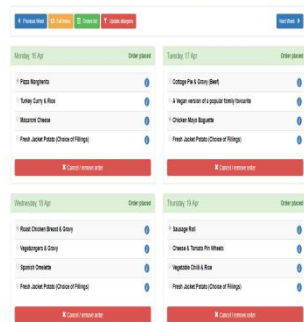 Previous Week
Full menu
Order list
Update allergies
Next Week
Monday, 16 Apr
Order placed
Pizza Margherita
Turkey Curry & Rice
Macaroni Cheese
Fresh Jacket Potato (Choice of Fillings)
Cancel / remove order
Tuesday, 17 Apr
Order placed
Cottage Pie & Gravy (Beef)
A Vegan version of a popular family favourite
Chicken Mayo Baguette
Fresh Jacket Potato (Choice of Fillings)
Cancel / remove order
Wednesday, 18 Apr
Order placed
Roast Chicken Breast & Gravy
Vegeburgers & Gravy
Spanish Omelette
Fresh Jacket Potato (Choice of Fillings)
Cancel / remove order
Thursday, 19 Apr
Order placed
Sausage Roll
Cheese & Tomato Pin Wheels
Vegetable Chilli & Rice
Fresh Jacket Potato (Choice of Fillings)
Cancel / remove order